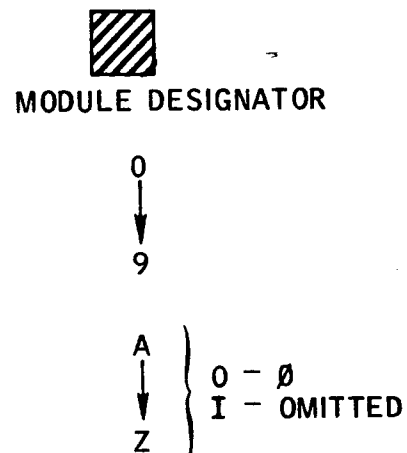 MODULE DESIGNATOR
0
9
A
O - Ø
I - OMITTED
Z